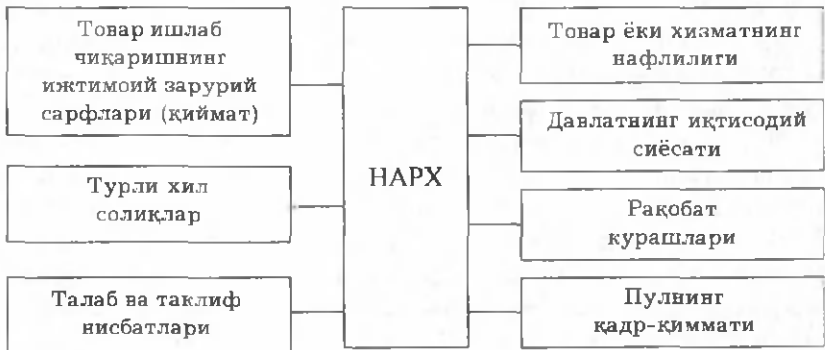 Товар ишлаб
чиқаришнинг
ижтимоий зарурий
сарфлари (қиймат)
Турли хил
солиқлар
Талаб ва таклиф
нисбатлари
НАРХ
Товар ёки хизматнинг
нафлилиги
Давлатнинг иқтисодий
сиёсати
Рақобат
курашлари
Пулнинг
қадр-қиммати